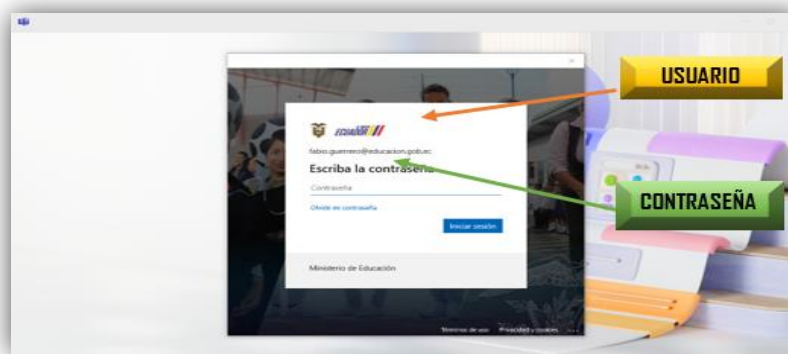 USUARIO
ECUADOR
fabio.guerrero@educacion.gob.ec
Escriba la contraseña
Contraseña
Olvidé mi contraseña
CONTRASEÑA
Iniciar sesión
Ministerio de Educación
Términos de uso Privacidad y cookies ...